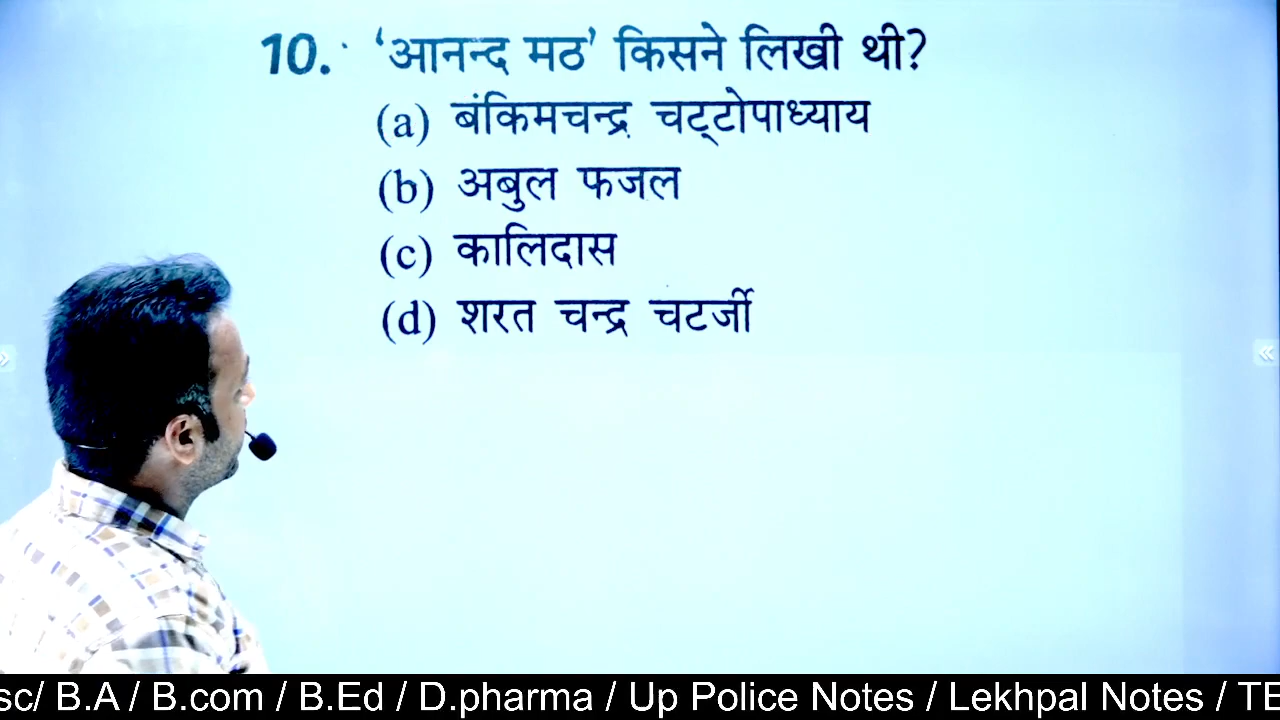 10. 'आनन्द मठ' किसने लिखी थी?
(a) बंकिमचन्द्र चट्टोपाध्याय
(b) अबुल फजल
(c) कालिदास
(d) शरत चन्द्र चटर्जी
sc/ B.A / B.com / B.Ed / D.pharma / Up Police Notes / Lekhpal Notes / TE